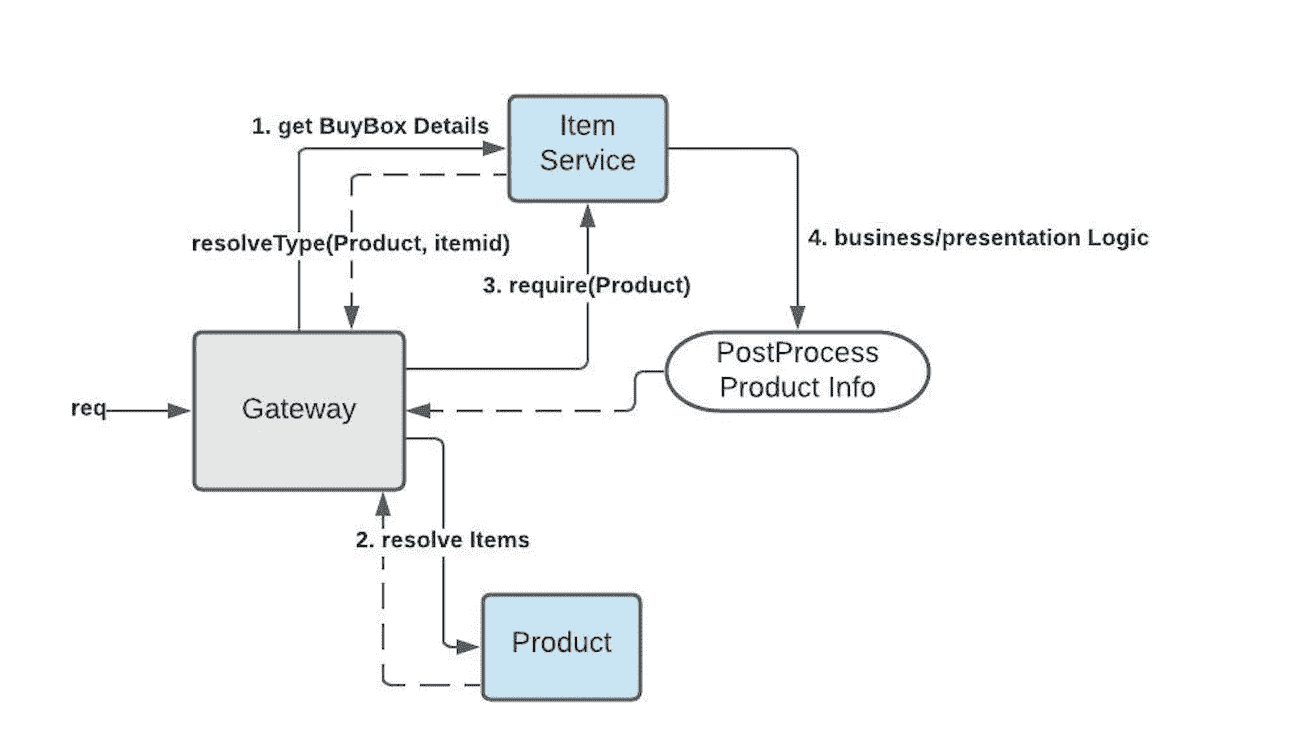 1. get BuyBox Details
Item
Service
resolveType(Product, itemid)
4. business/presentation Logic
3. require(Product)
PostProcess
Product Info
req
Gateway
2. resolve Items
Product